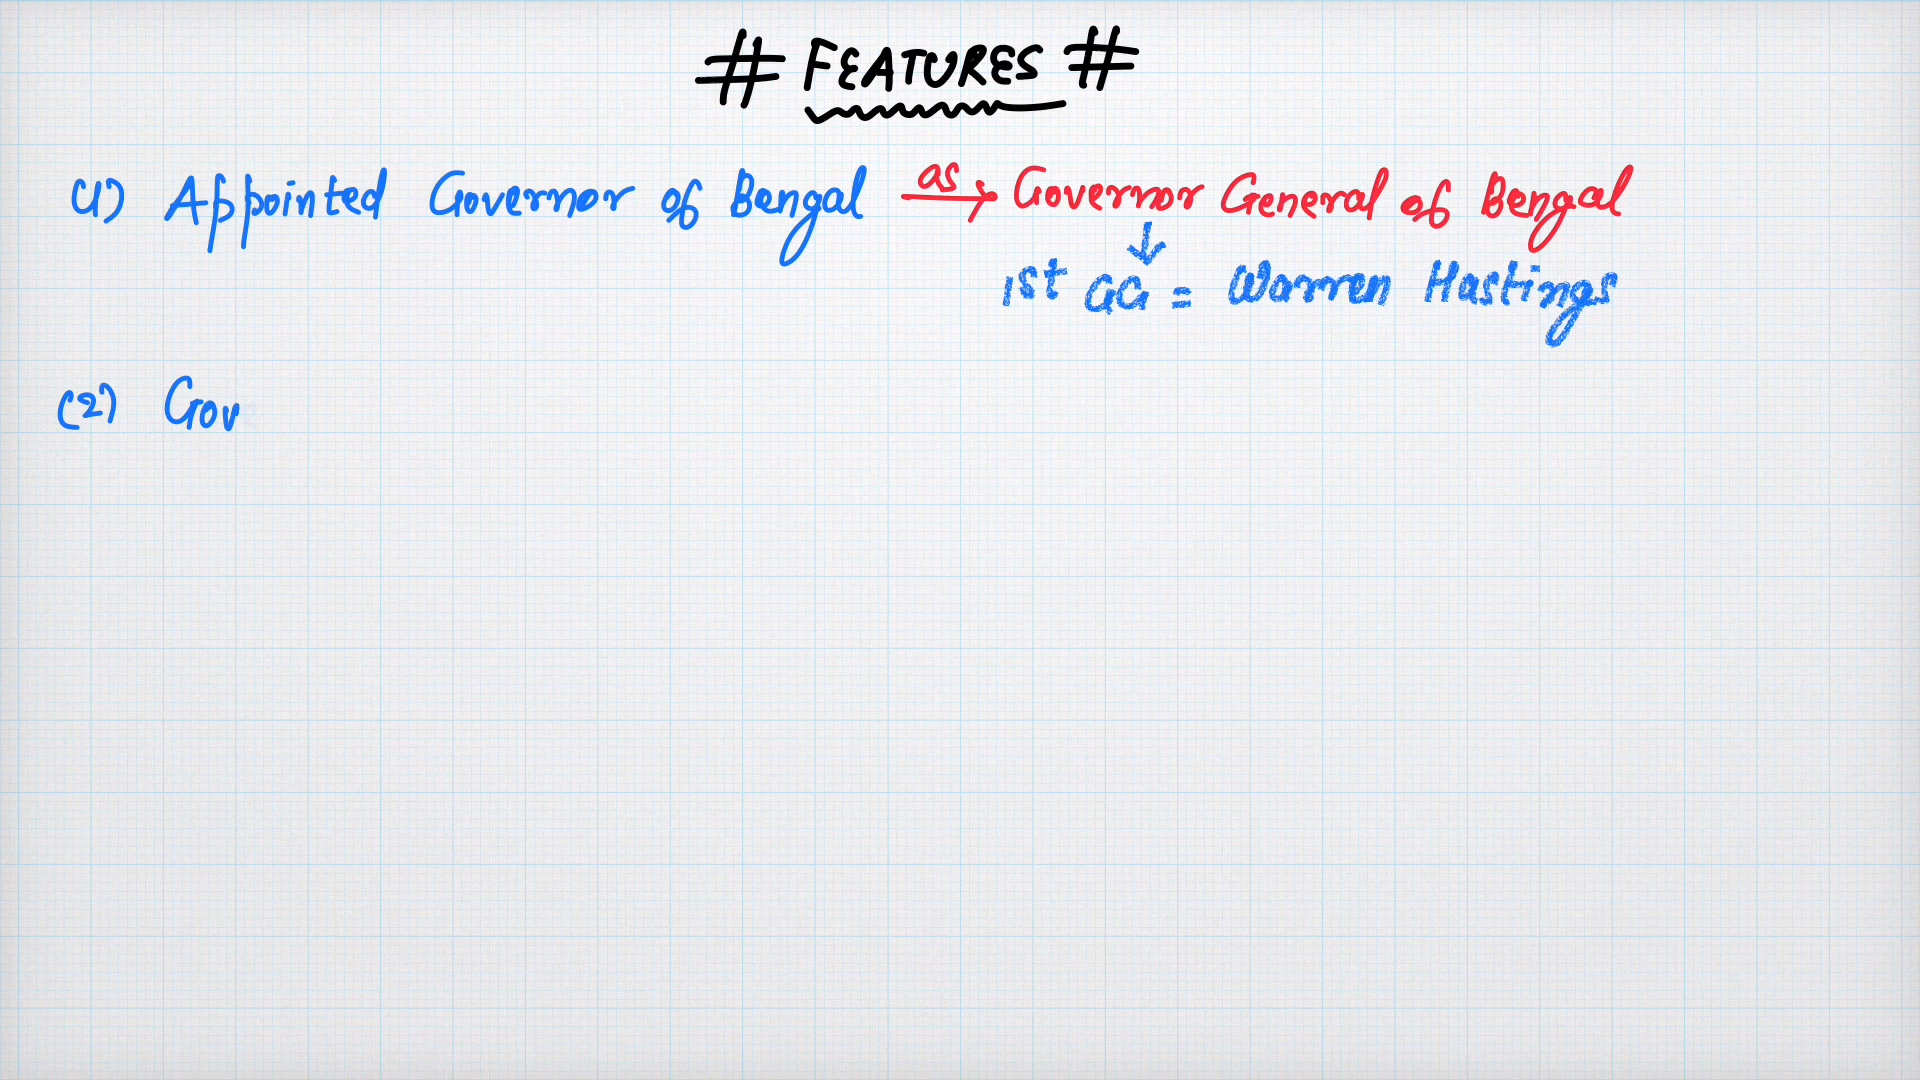 # FEATURES #
(1) Appointed Governor of Bengal as → Governor General of Bengal
↓
1st GG = Warren Hastings
(2) Gov